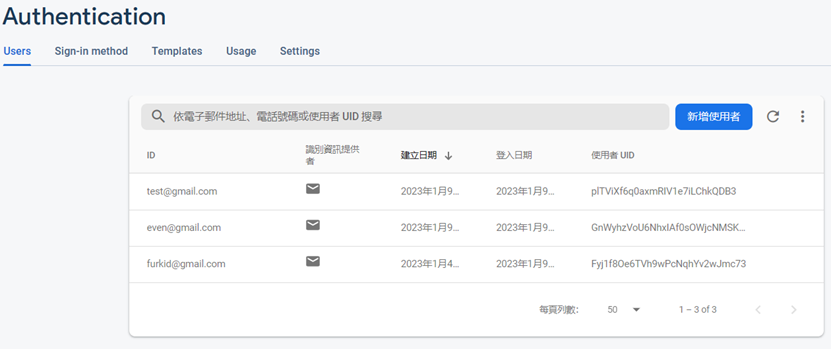 Authentication
Users Sign-in method Templates Usage Settings
依電子郵件地址、電話號碼或使用者 UID 搜尋 新增使用者
ID 識別資訊提供者 建立日期 登入日期 使用者 UID
test@gmail.com 2023年1月9... 2023年1月9... plTViXf6q0axmRIV1e7iLChkQDB3
even@gmail.com 2023年1月9... 2023年1月9... GnWyhzVoU6NhxIAf0sOWjcNMSK...
furkid@gmail.com 2023年1月4... 2023年1月9... Fyj1f8Oe6TVh9wPcNqhYv2wJmc73
每頁列數: 50 1 – 3 of 3